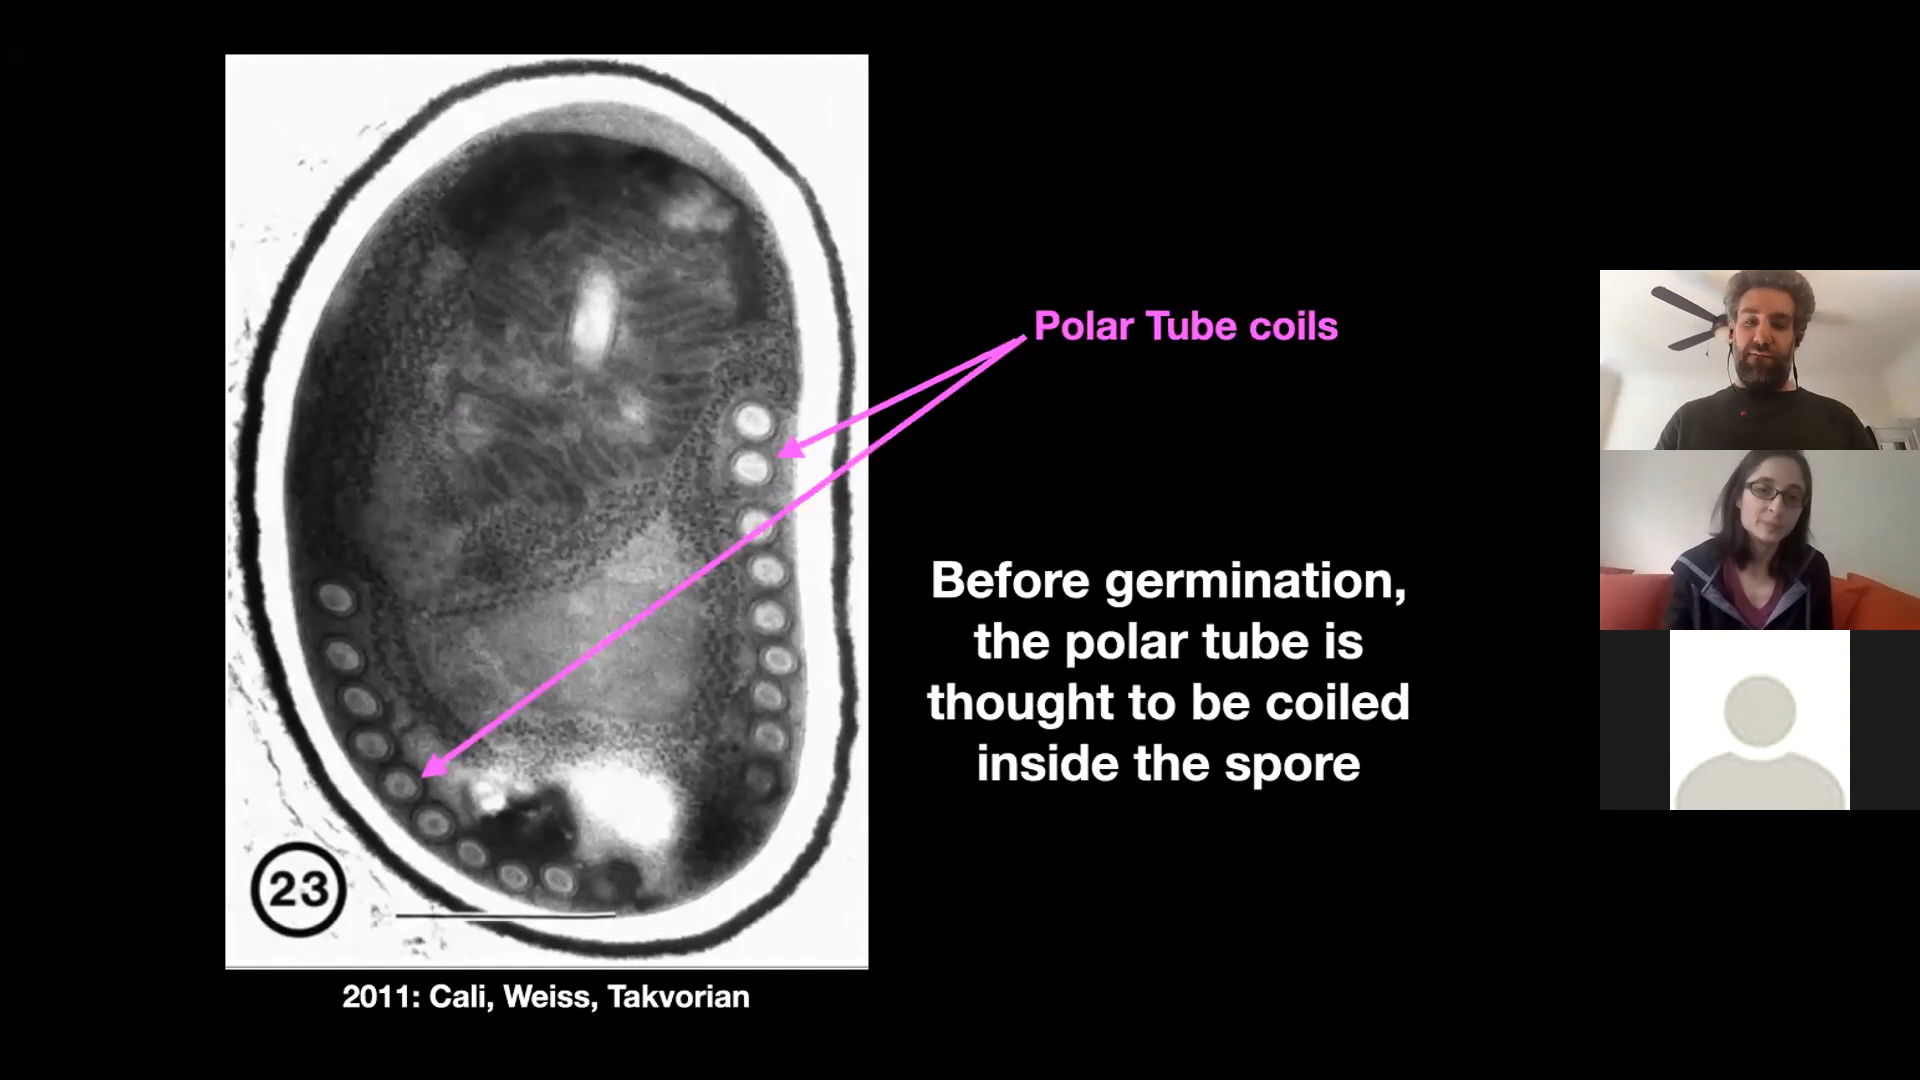 Polar Tube coils
Before germination,
the polar tube is
thought to be coiled
inside the spore
23
2011: Cali, Weiss, Takvorian